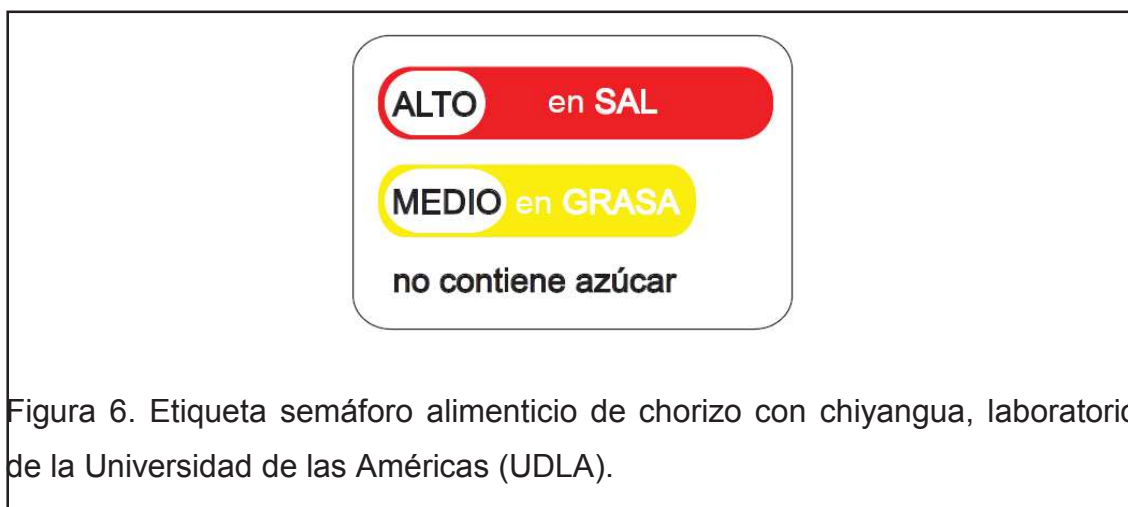 ALTO en SAL
MEDIO en GRASA
no contiene azúcar
Figura 6. Etiqueta semáforo alimenticio de chorizo con chiyangua, laboratorio
de la Universidad de las Américas (UDLA).